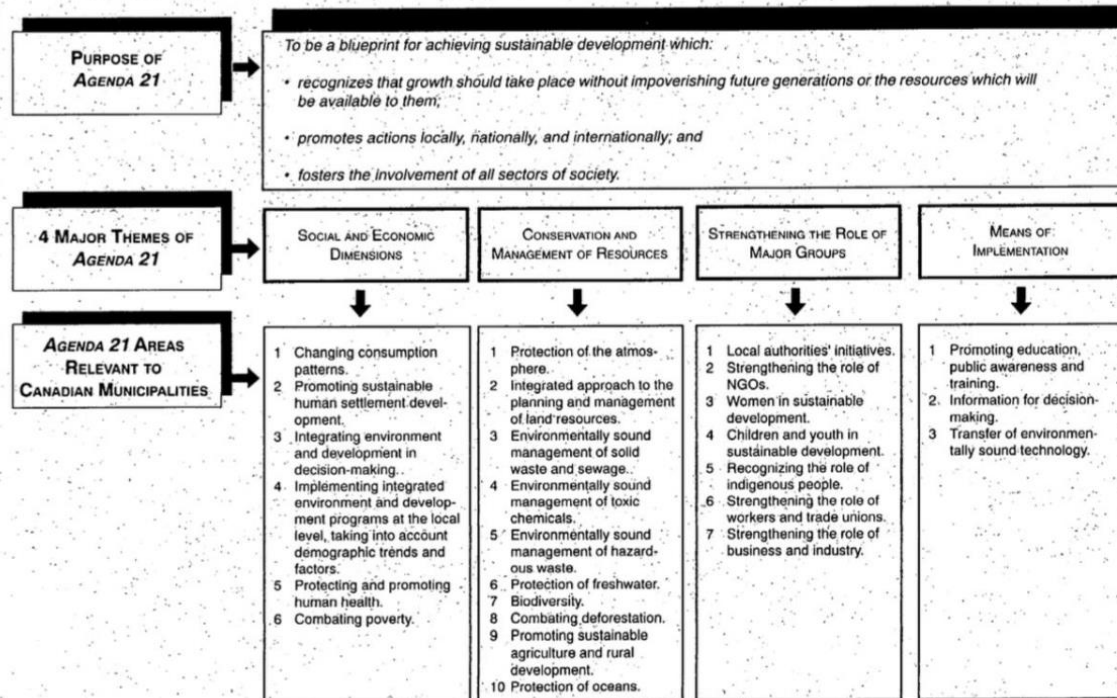 PURPOSE OF
AGENDA 21
To be a blueprint for achieving sustainable development which:
• recognizes that growth should take place without impoverishing future generations or the resources which will
be available to them;
• promotes actions locally, nationally, and internationally; and
• fosters the involvement of all sectors of society.
4 MAJOR THEMES OF
AGENDA 21
SOCIAL AND ECONOMIC
DIMENSIONS
CONSERVATION AND
MANAGEMENT OF RESOURCES
STRENGTHENING THE ROLE OF
MAJOR GROUPS
MEANS OF
IMPLEMENTATION
AGENDA 21 AREAS
RELEVANT TO
CANADIAN MUNICIPALITIES
1 Changing consumption
patterns.
2 Promoting sustainable
human settlement devel-
opment.
3 Integrating environment
and development in
decision-making.
4 Implementing integrated
environment and develop-
ment programs at the local
level, taking into account
demographic trends and
factors.
5 Protecting and promoting
human health.
6 Combating poverty.
1 Protection of the atmos-
phere.
2 Integrated approach to the
planning and management
of land resources.
3 Environmentally sound
management of solid
waste and sewage.
4 Environmentally sound
management of toxic
chemicals.
5 Environmentally sound
management of hazard-
ous waste.
6 Protection of freshwater.
7 Biodiversity.
8 Combating deforestation.
9 Promoting sustainable
agriculture and rural
development.
10 Protection of oceans.
1 Local authorities' initiatives.
2 Strengthening the role of
NGOs.
3 Women in sustainable
development.
4 Children and youth in
sustainable development.
5 Recognizing the role of
indigenous people.
6 Strengthening the role of
workers and trade unions.
7 Strengthening the role of
business and industry.
1 Promoting education,
public awareness and
training.
2. Information for decision-
making.
3 Transfer of environmen-
tally sound technology.